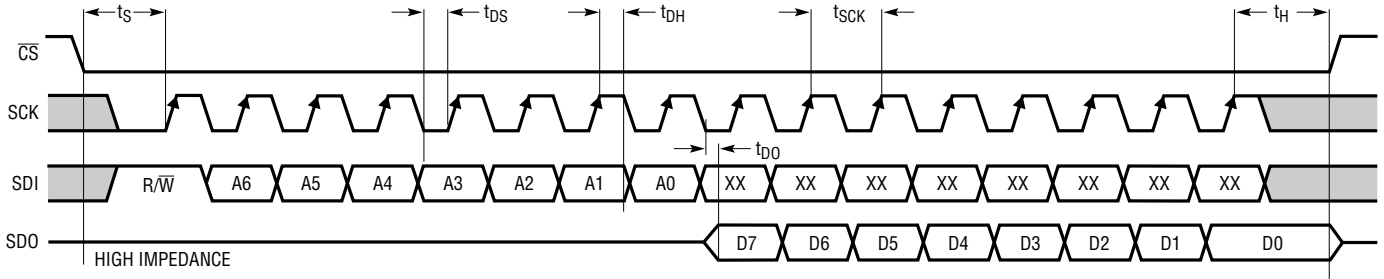 tS tDS tDH tSCK tH
C̅S̅
SCK
tDO
SDI R/W̅ A6 A5 A4 A3 A2 A1 A0 XX XX XX XX XX XX XX XX
SDO D7 D6 D5 D4 D3 D2 D1 D0
HIGH IMPEDANCE